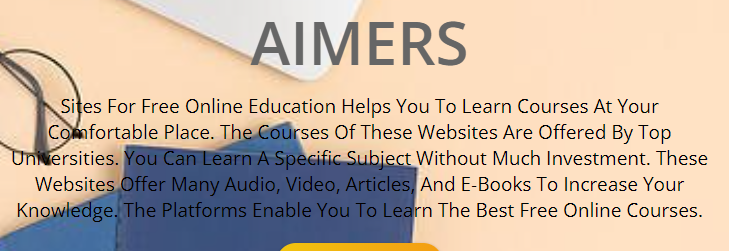 AIMERS
Sites For Free Online Education Helps You To Learn Courses At Your
Comfortable Place. The Courses Of These Websites Are Offered By Top
Universities. You Can Learn A Specific Subject Without Much Investment. These
Websites Offer Many Audio, Video, Articles, And E-Books To Increase Your
Knowledge. The Platforms Enable You To Learn The Best Free Online Courses.